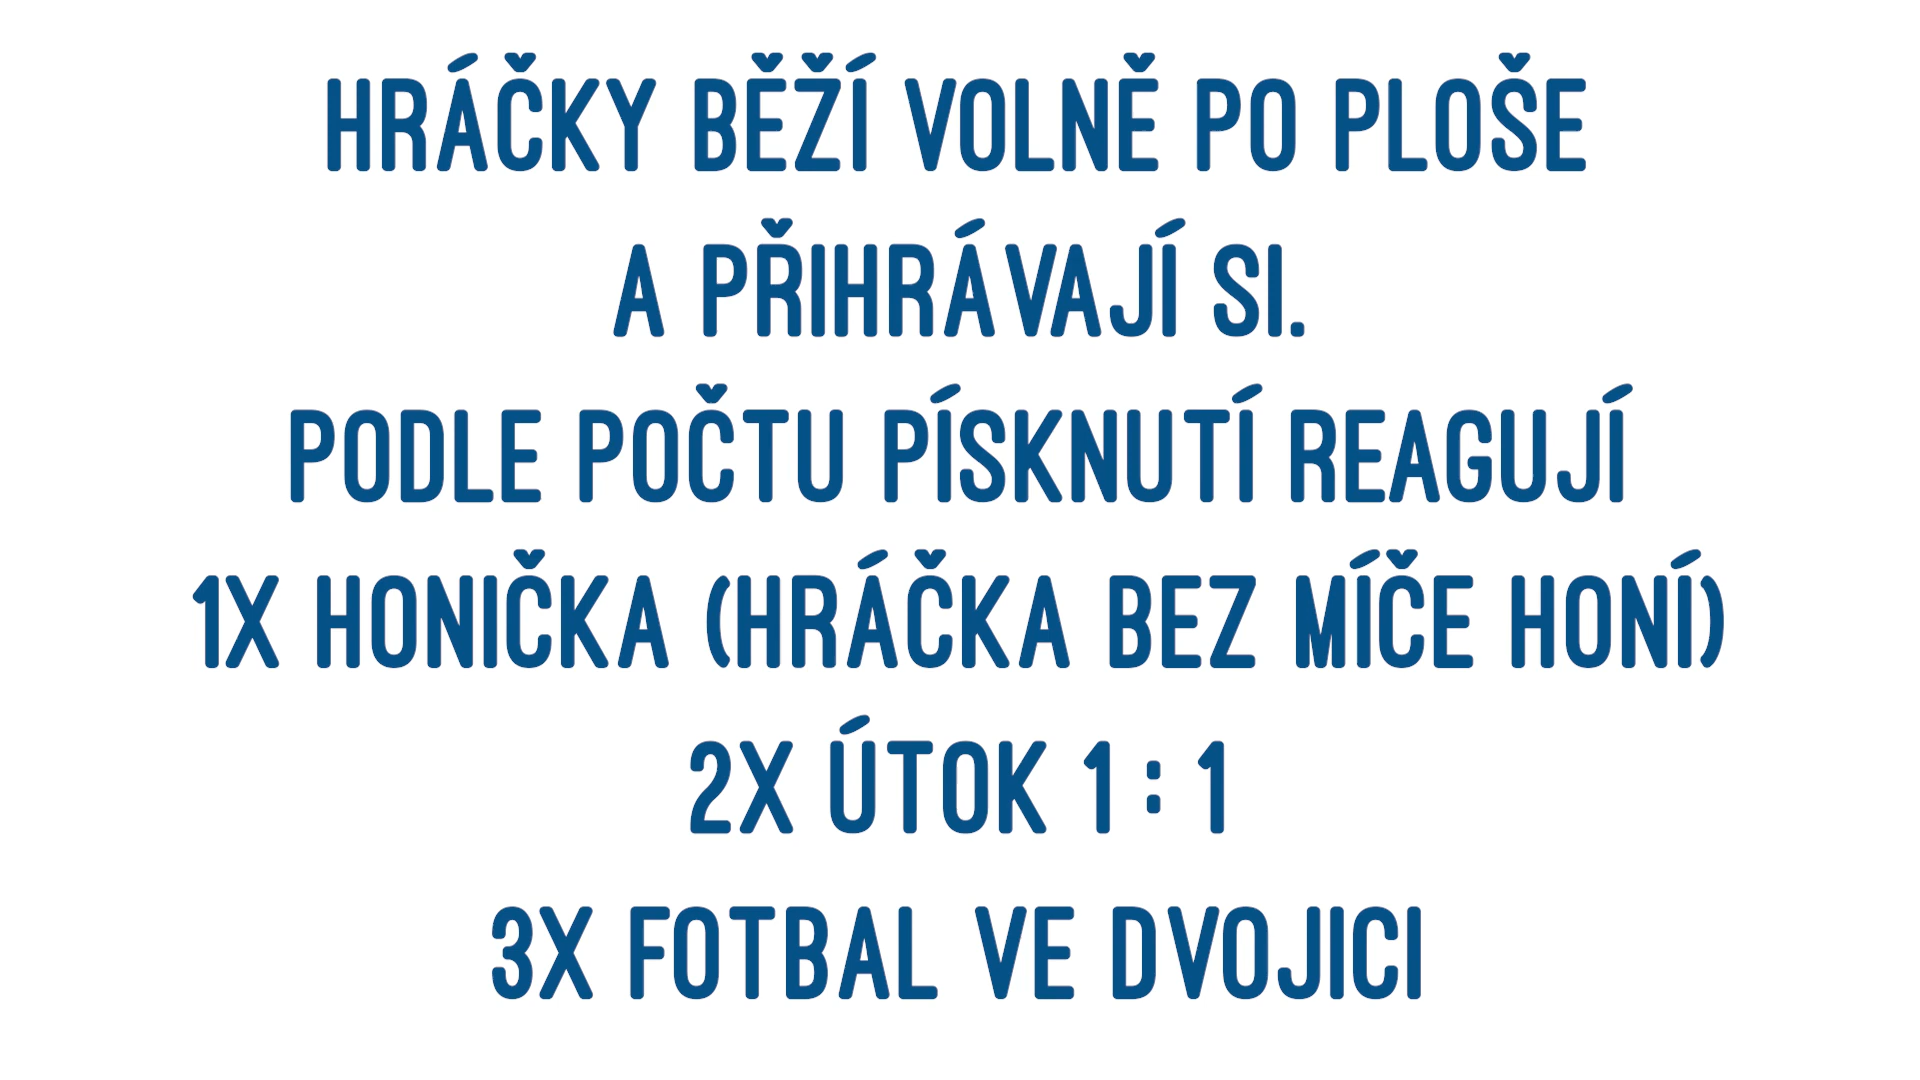 HRÁČKY BĚŽÍ VOLNĚ PO PLOŠE
A PŘIHRÁVAJÍ SI.
PODLE POČTU PÍSKNUTÍ REAGUJÍ
1X HONIČKA (HRÁČKA BEZ MÍČE HONÍ)
2X ÚTOK 1 : 1
3X FOTBAL VE DVOJICI